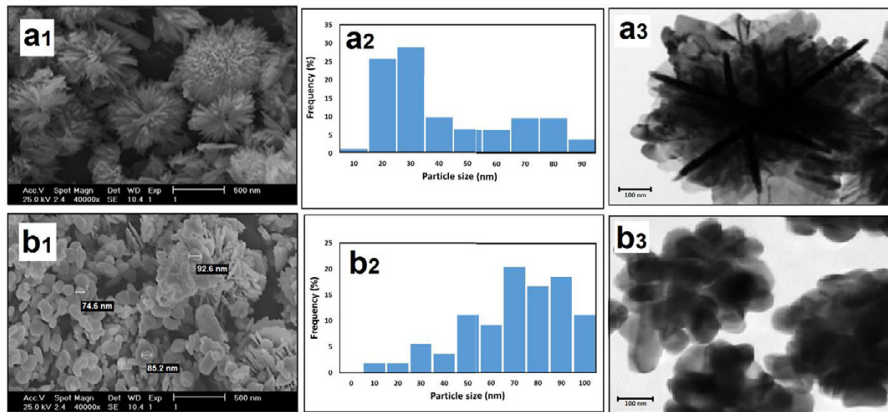 a1
Acc.V Spot Magn Det WD Exp
25.0 kV 2.4 40000x SE 10.4 1 1
500 nm
a2
Frequency (%)
35
30
25
20
15
10
5
0
10 20 30 40 50 60 70 80 90
Particle size (nm)
a3
100 nm
b1
92.6 nm
74.6 nm
85.2 nm
Acc.V Spot Magn Det WD Exp
25.0 kV 2.4 40000x SE 10.4 1 1
500 nm
b2
Frequency (%)
25
20
15
10
5
0
0 10 20 30 40 50 60 70 80 90 100
Particle size (nm)
b3
100 nm